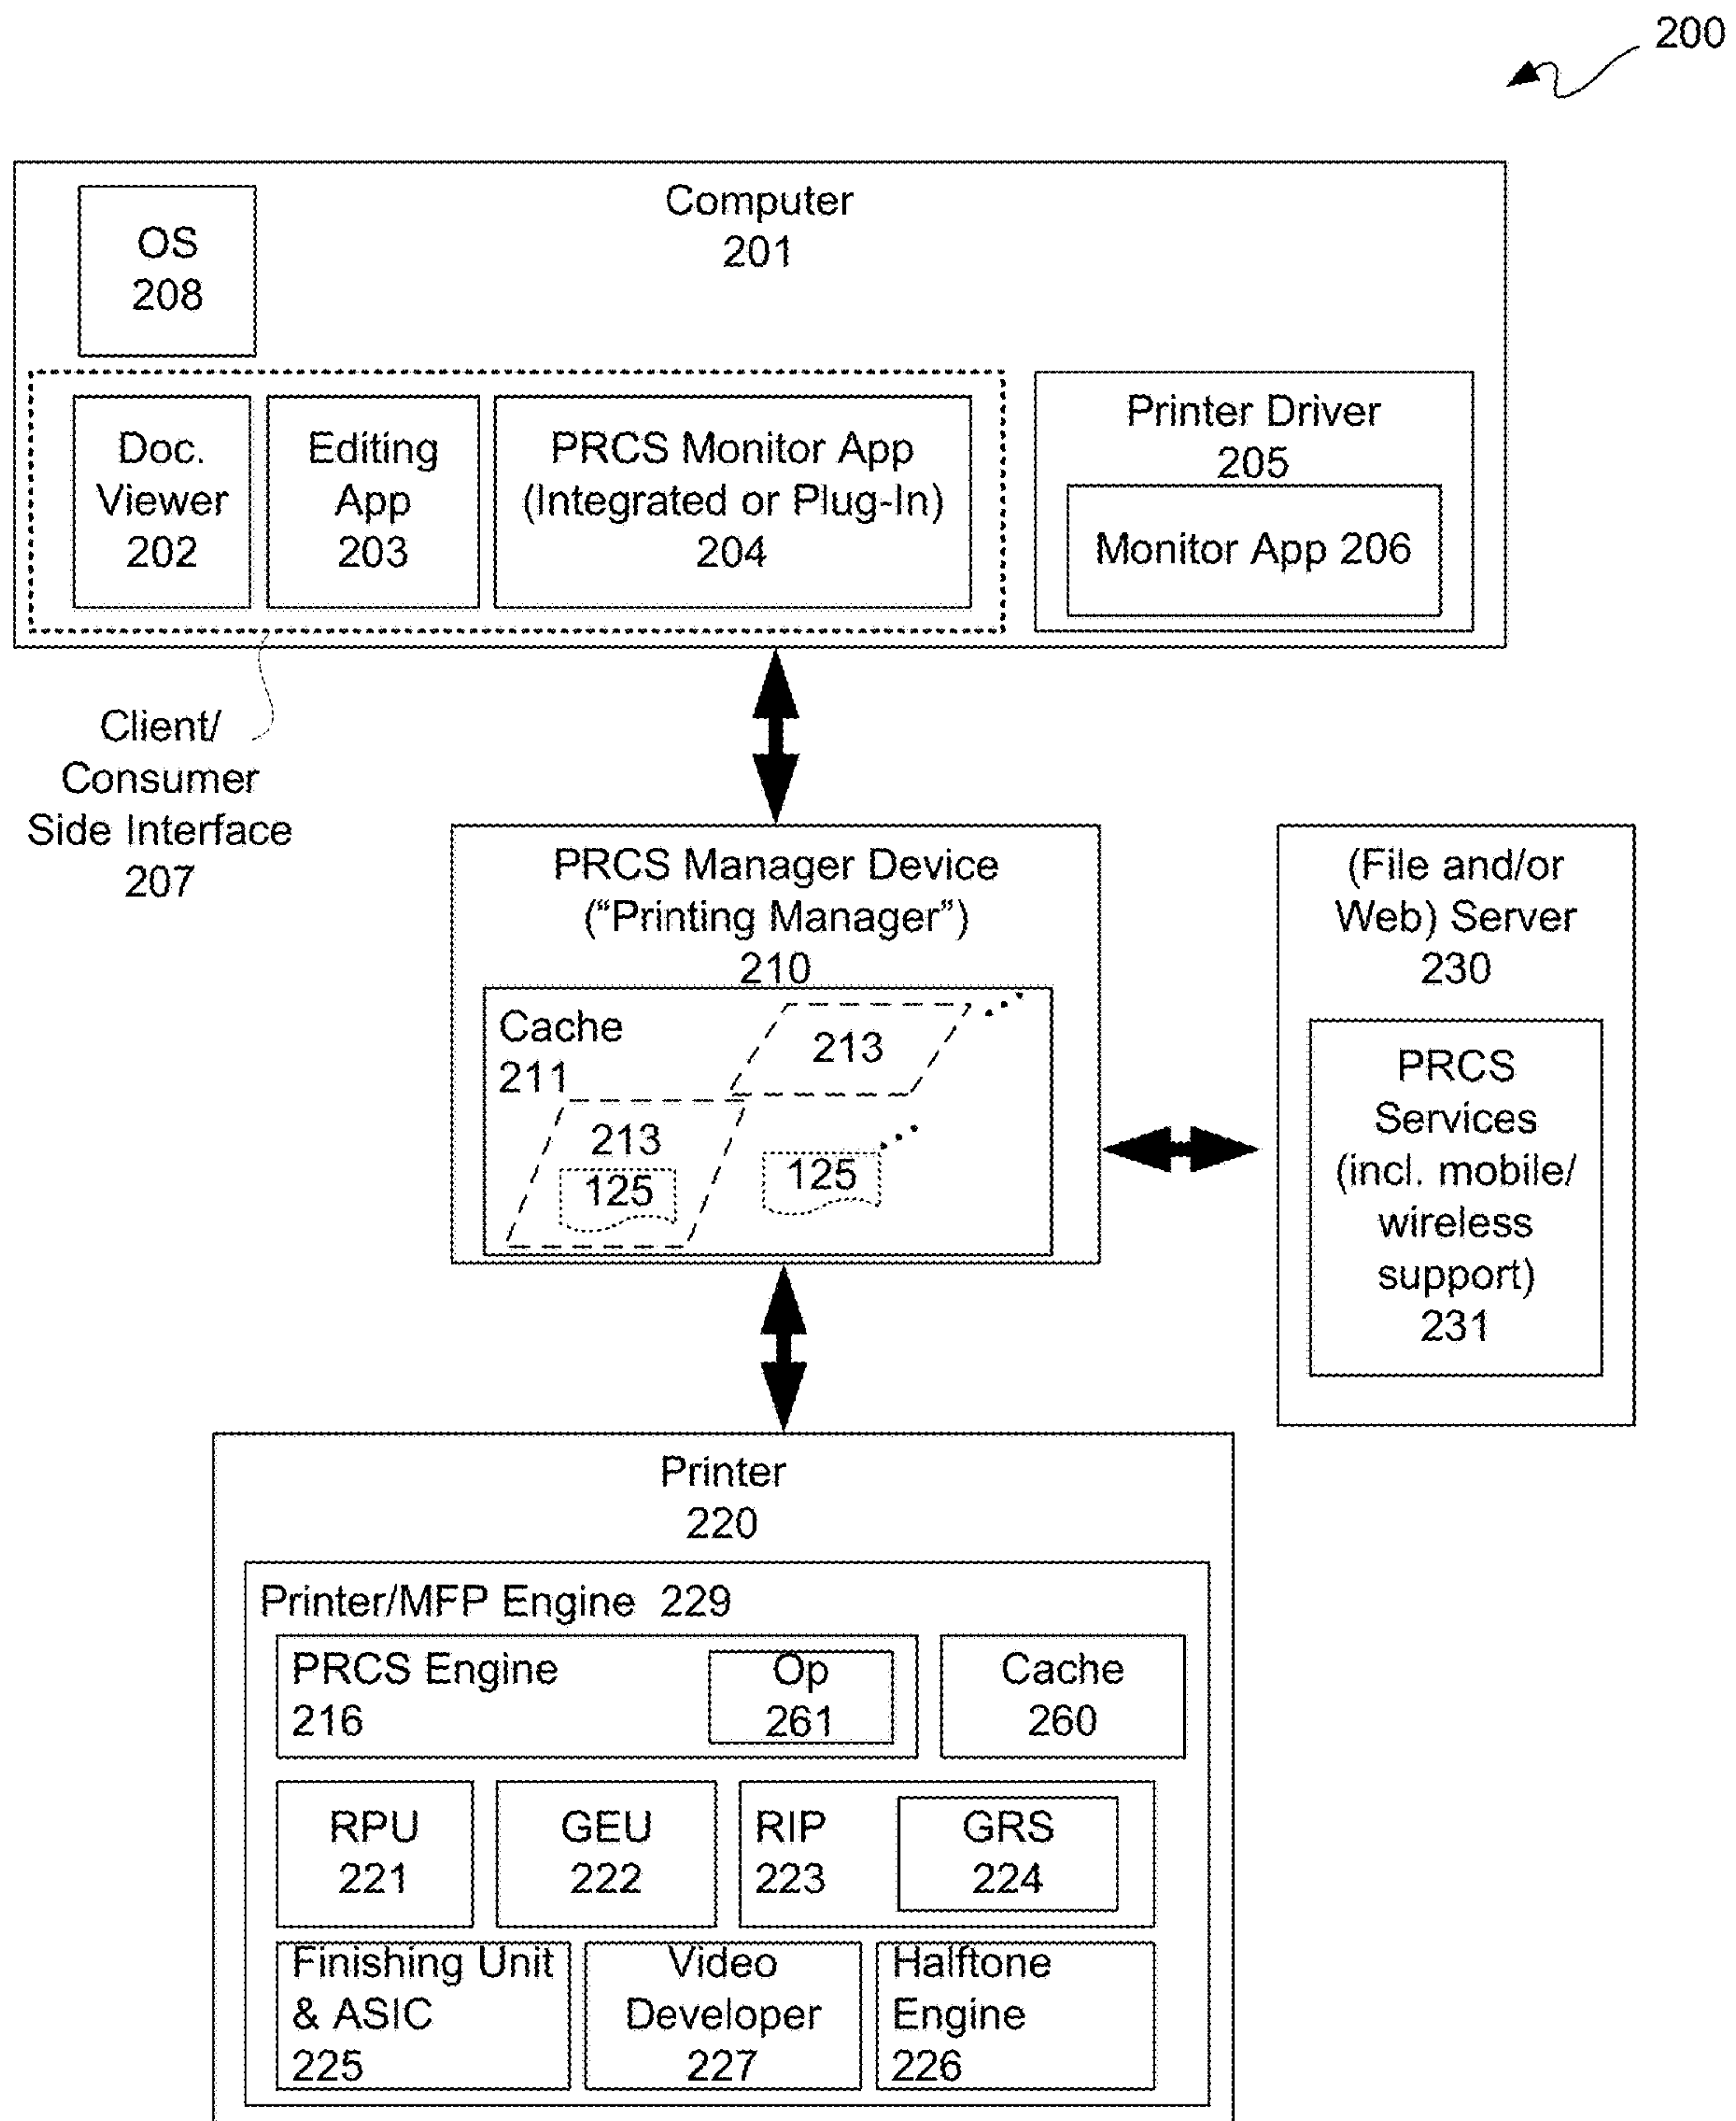 200
Computer
201
OS
208
Doc.
Viewer
202
Editing
App
203
PRCS Monitor App
(Integrated or Plug-In)
204
Printer Driver
205
Monitor App 206
Client/
Consumer
Side Interface
207
PRCS Manager Device
(“Printing Manager”)
210
Cache
211
213
213
125
125
(File and/or
Web) Server
230
PRCS
Services
(incl. mobile/
wireless
support)
231
Printer
220
Printer/MFP Engine 229
PRCS Engine
216
Op
261
Cache
260
RPU
221
GEU
222
RIP
223
GRS
224
Finishing Unit
& ASIC
225
Video
Developer
227
Halftone
Engine
226